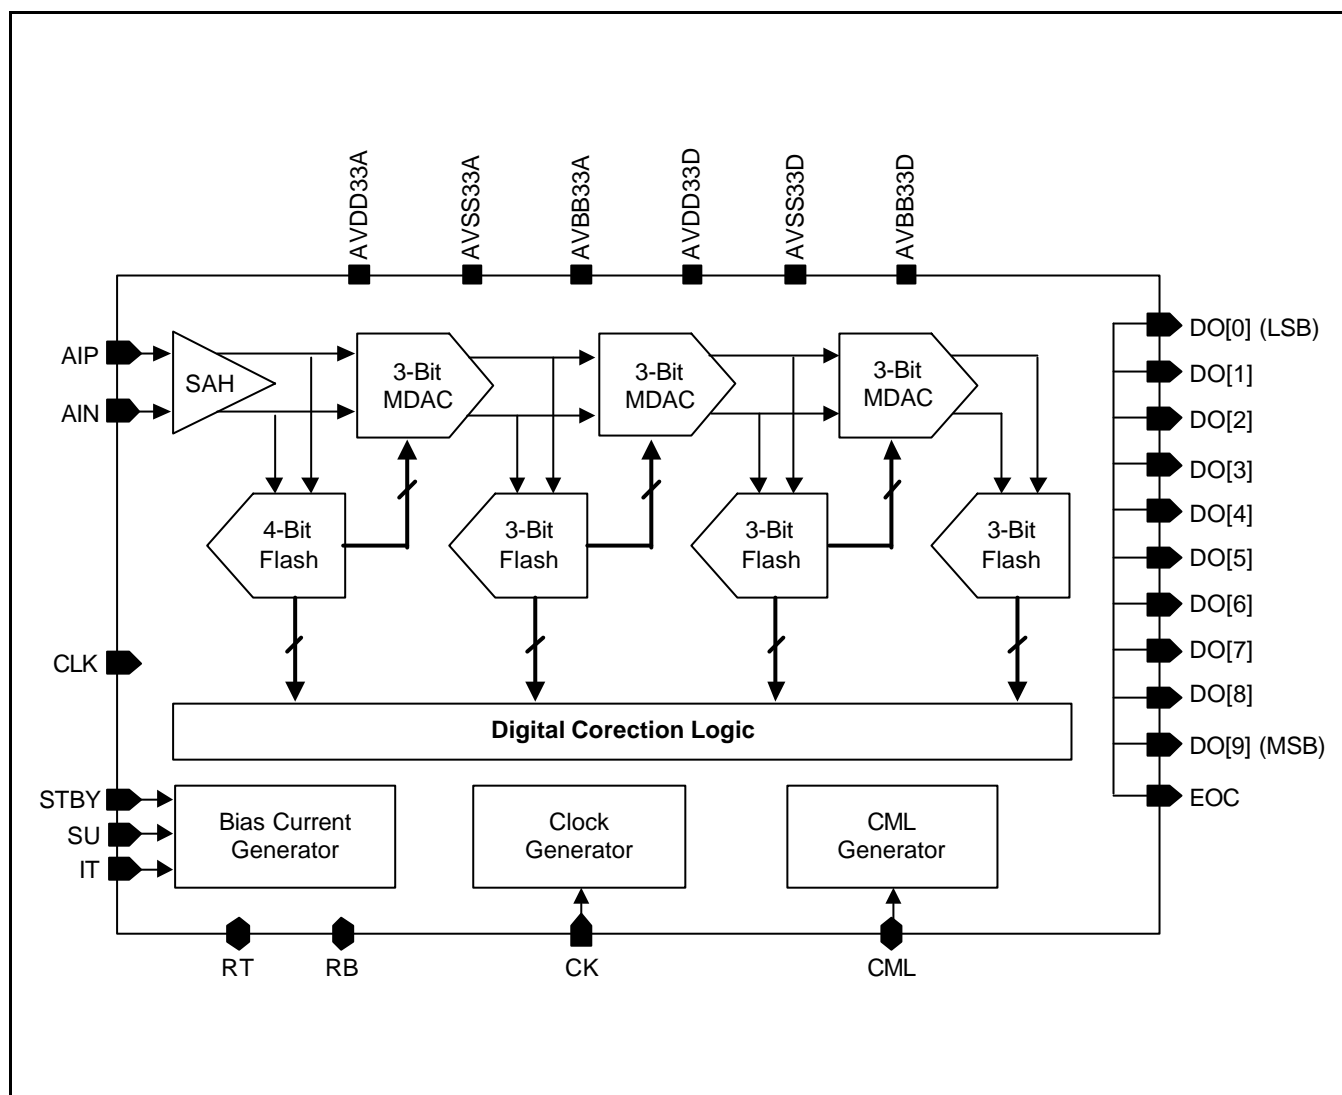 AVDD33A
AVSS33A
AVBB33A
AVDD33D
AVSS33D
AVBB33D
AIP
AIN
SAH
3-Bit
MDAC
3-Bit
MDAC
3-Bit
MDAC
4-Bit
Flash
3-Bit
Flash
3-Bit
Flash
3-Bit
Flash
DO[0] (LSB)
DO[1]
DO[2]
DO[3]
DO[4]
DO[5]
DO[6]
DO[7]
DO[8]
DO[9] (MSB)
EOC
CLK
Digital Corection Logic
STBY
SU
IT
Bias Current
Generator
Clock
Generator
CML
Generator
RT
RB
CK
CML